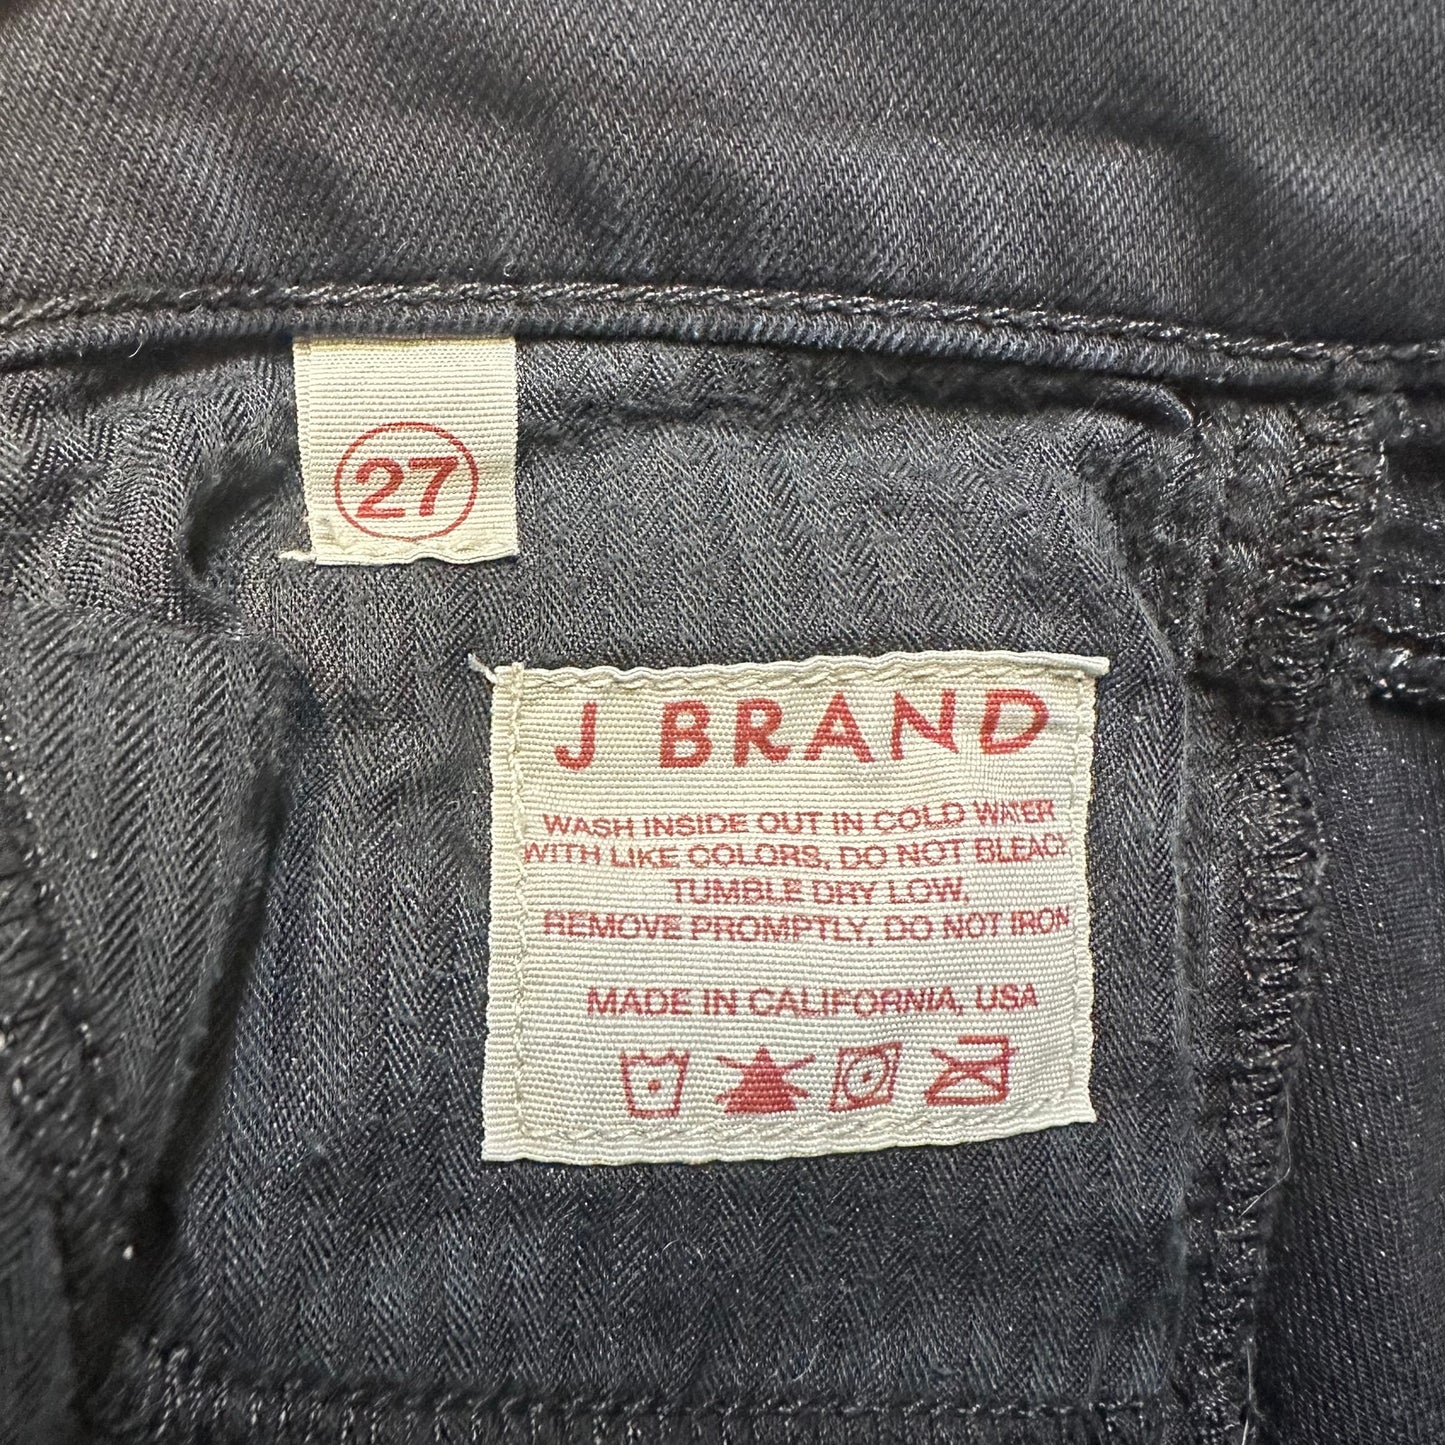 27
J BRAND
WASH INSIDE OUT IN COLD WATER
WITH LIKE COLORS, DO NOT BLEACH
TUMBLE DRY LOW,
REMOVE PROMPTLY, DO NOT IRON
MADE IN CALIFORNIA, USA